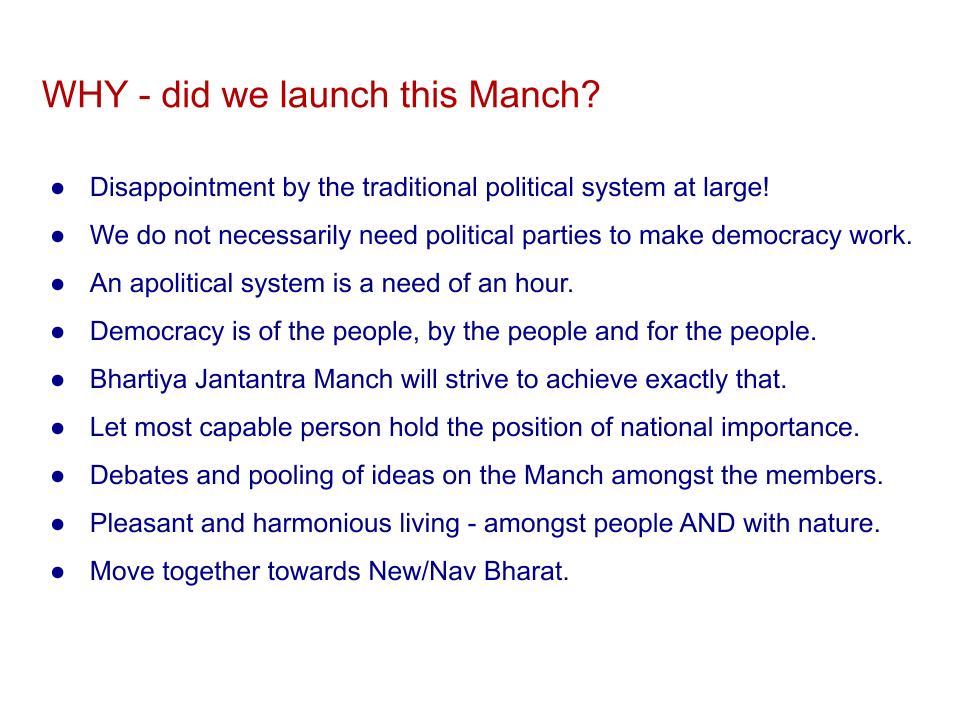 WHY - did we launch this Manch?
● Disappointment by the traditional political system at large!
● We do not necessarily need political parties to make democracy work.
● An apolitical system is a need of an hour.
● Democracy is of the people, by the people and for the people.
● Bhartiya Jantantra Manch will strive to achieve exactly that.
● Let most capable person hold the position of national importance.
● Debates and pooling of ideas on the Manch amongst the members.
● Pleasant and harmonious living - amongst people AND with nature.
● Move together towards New/Nav Bharat.